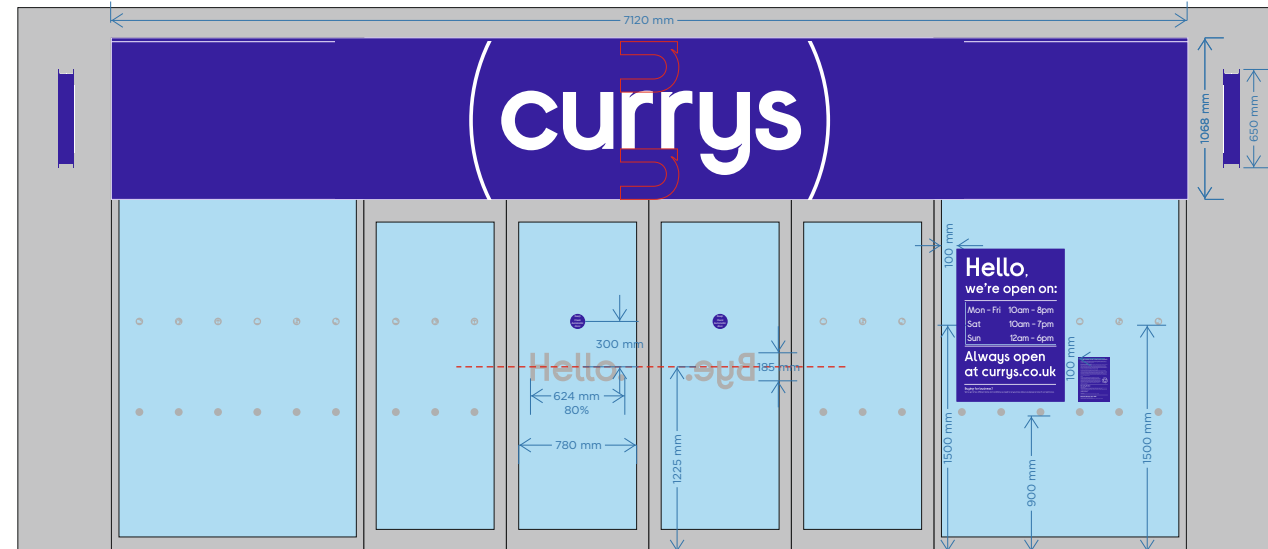 7120 mm
currys
1068 mm
650 mm
100 mm
Hello,
we're open on:
Mon - Fri 10am - 8pm
Sat 10am - 7pm
Sun 12am - 6pm
Always open
at currys.co.uk
100 mm
300 mm
Hello.
Bye.
185 mm
624 mm
80%
780 mm
1225 mm
1500 mm
900 mm
1500 mm